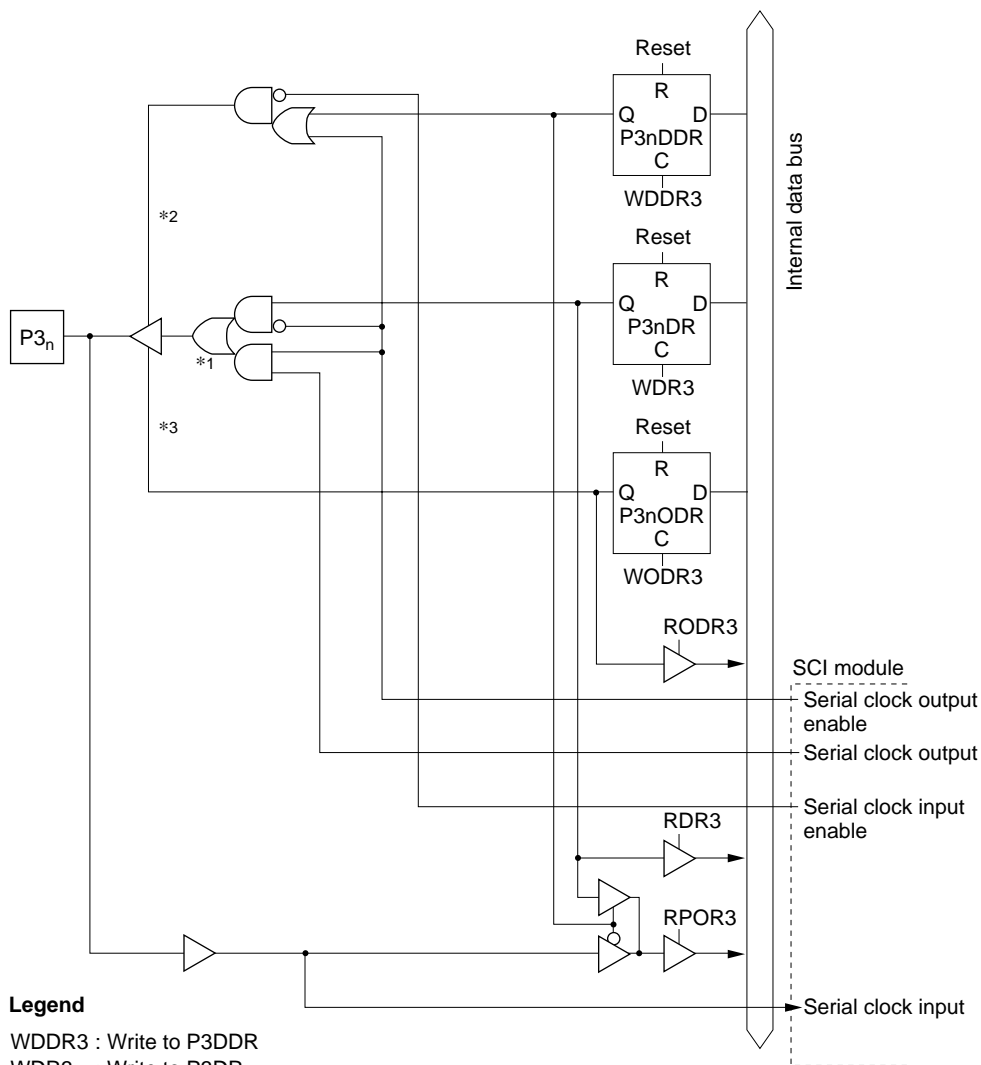 Reset
R
Q D
P3nDDR
C
WDDR3
Internal data bus
*2
Reset
R
Q D
P3nDR
C
WDR3
P3n
*1
*3
Reset
R
Q D
P3nODR
C
WODR3
RODR3
SCI module
Serial clock output
enable
Serial clock output
Serial clock input
enable
RDR3
RPOR3
Serial clock input
Legend
WDDR3 : Write to P3DDR